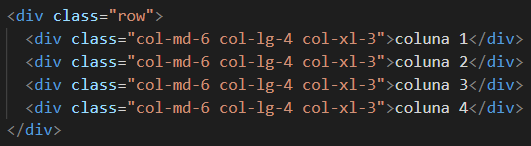 <div class="row">
<div class="col-md-6 col-lg-4 col-xl-3">coluna 1</div>
<div class="col-md-6 col-lg-4 col-xl-3">coluna 2</div>
<div class="col-md-6 col-lg-4 col-xl-3">coluna 3</div>
<div class="col-md-6 col-lg-4 col-xl-3">coluna 4</div>
</div>